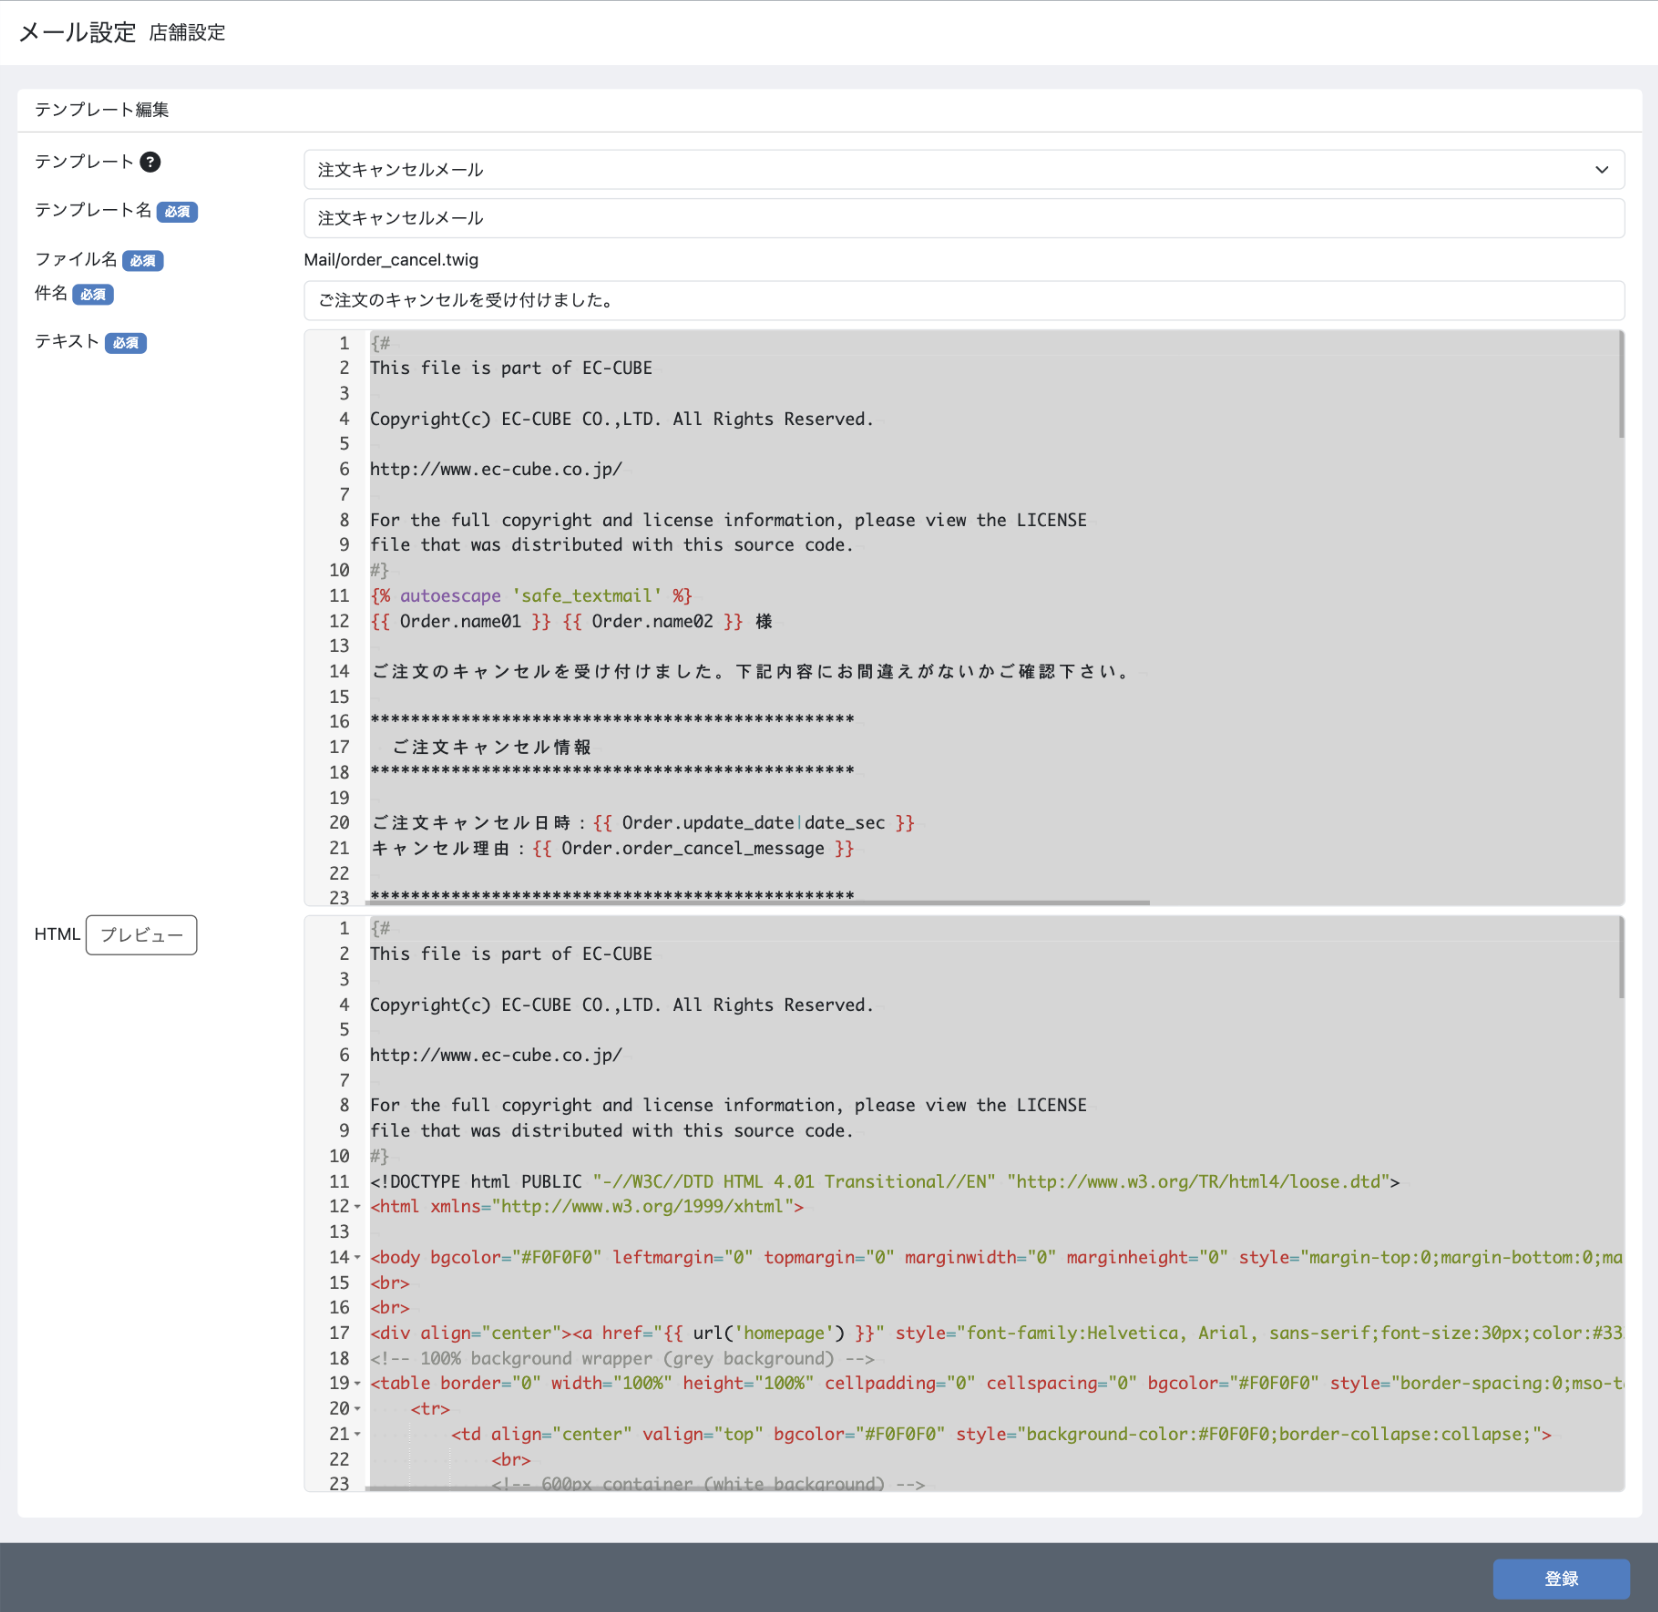 メール設定 店舗設定
テンプレート編集
テンプレート ?
注文キャンセルメール
テンプレート名 必須
注文キャンセルメール
ファイル名 必須
Mail/order_cancel.twig
件名 必須
ご注文のキャンセルを受け付けました。
テキスト 必須
1 {#
2 This file is part of EC-CUBE
3
4 Copyright(c) EC-CUBE CO.,LTD. All Rights Reserved.
5
6 http://www.ec-cube.co.jp/
7
8 For the full copyright and license information, please view the LICENSE
9 file that was distributed with this source code.
10 #}
11 {% autoescape 'safe_textmail' %}
12 {{ Order.name01 }} {{ Order.name02 }} 様
13
14 ご注文のキャンセルを受け付けました。下記内容にお間違えがないかご確認下さい。
15
16 ************************************************
17 ご注文キャンセル情報
18 ************************************************
19
20 ご注文キャンセル日時：{{ Order.update_date|date_sec }}
21 キャンセル理由：{{ Order.order_cancel_message }}
22
23 ************************************************
HTML プレビュー
1 {#
2 This file is part of EC-CUBE
3
4 Copyright(c) EC-CUBE CO.,LTD. All Rights Reserved.
5
6 http://www.ec-cube.co.jp/
7
8 For the full copyright and license information, please view the LICENSE
9 file that was distributed with this source code.
10 #}
11 <!DOCTYPE html PUBLIC "-//W3C//DTD HTML 4.01 Transitional//EN" "http://www.w3.org/TR/html4/loose.dtd">
12 <html xmlns="http://www.w3.org/1999/xhtml">
13
14 <body bgcolor="#F0F0F0" leftmargin="0" topmargin="0" marginwidth="0" marginheight="0" style="margin-top:0;margin-bottom:0;ma
15 <br>
16 <br>
17 <div align="center"><a href="{{ url('homepage') }}" style="font-family:Helvetica, Arial, sans-serif;font-size:30px;color:#33
18 <!-- 100% background wrapper (grey background) -->
19 <table border="0" width="100%" height="100%" cellpadding="0" cellspacing="0" bgcolor="#F0F0F0" style="border-spacing:0;mso-t
20 <tr>
21 <td align="center" valign="top" bgcolor="#F0F0F0" style="background-color:#F0F0F0;border-collapse:collapse;">
22 <br>
23 <!-- 600px container (white background) -->
登録